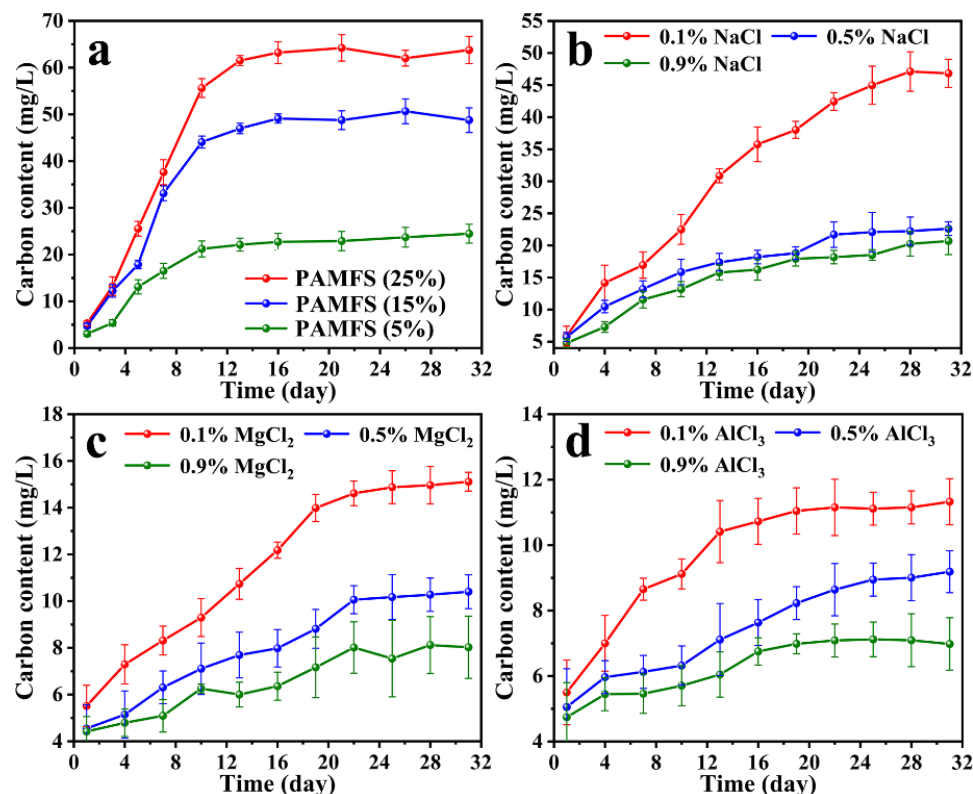 a
Carbon content (mg/L)
70
60
50
40
30
20
10
0
PAMFS (25%)
PAMFS (15%)
PAMFS (5%)
0 4 8 12 16 20 24 28 32
Time (day)
b
0.1% NaCl 0.5% NaCl
0.9% NaCl
Carbon content (mg/L)
50
45
40
35
30
25
20
15
10
5
0 4 8 12 16 20 24 28 32
Time (day)
c
0.1% MgCl₂ 0.5% MgCl₂
0.9% MgCl₂
Carbon content (mg/L)
18
16
14
12
10
8
6
4
0 4 8 12 16 20 24 28 32
Time (day)
d
0.1% AlCl₃ 0.5% AlCl₃
0.9% AlCl₃
Carbon content (mg/L)
14
12
10
8
6
4
0 4 8 12 16 20 24 28 32
Time (day)